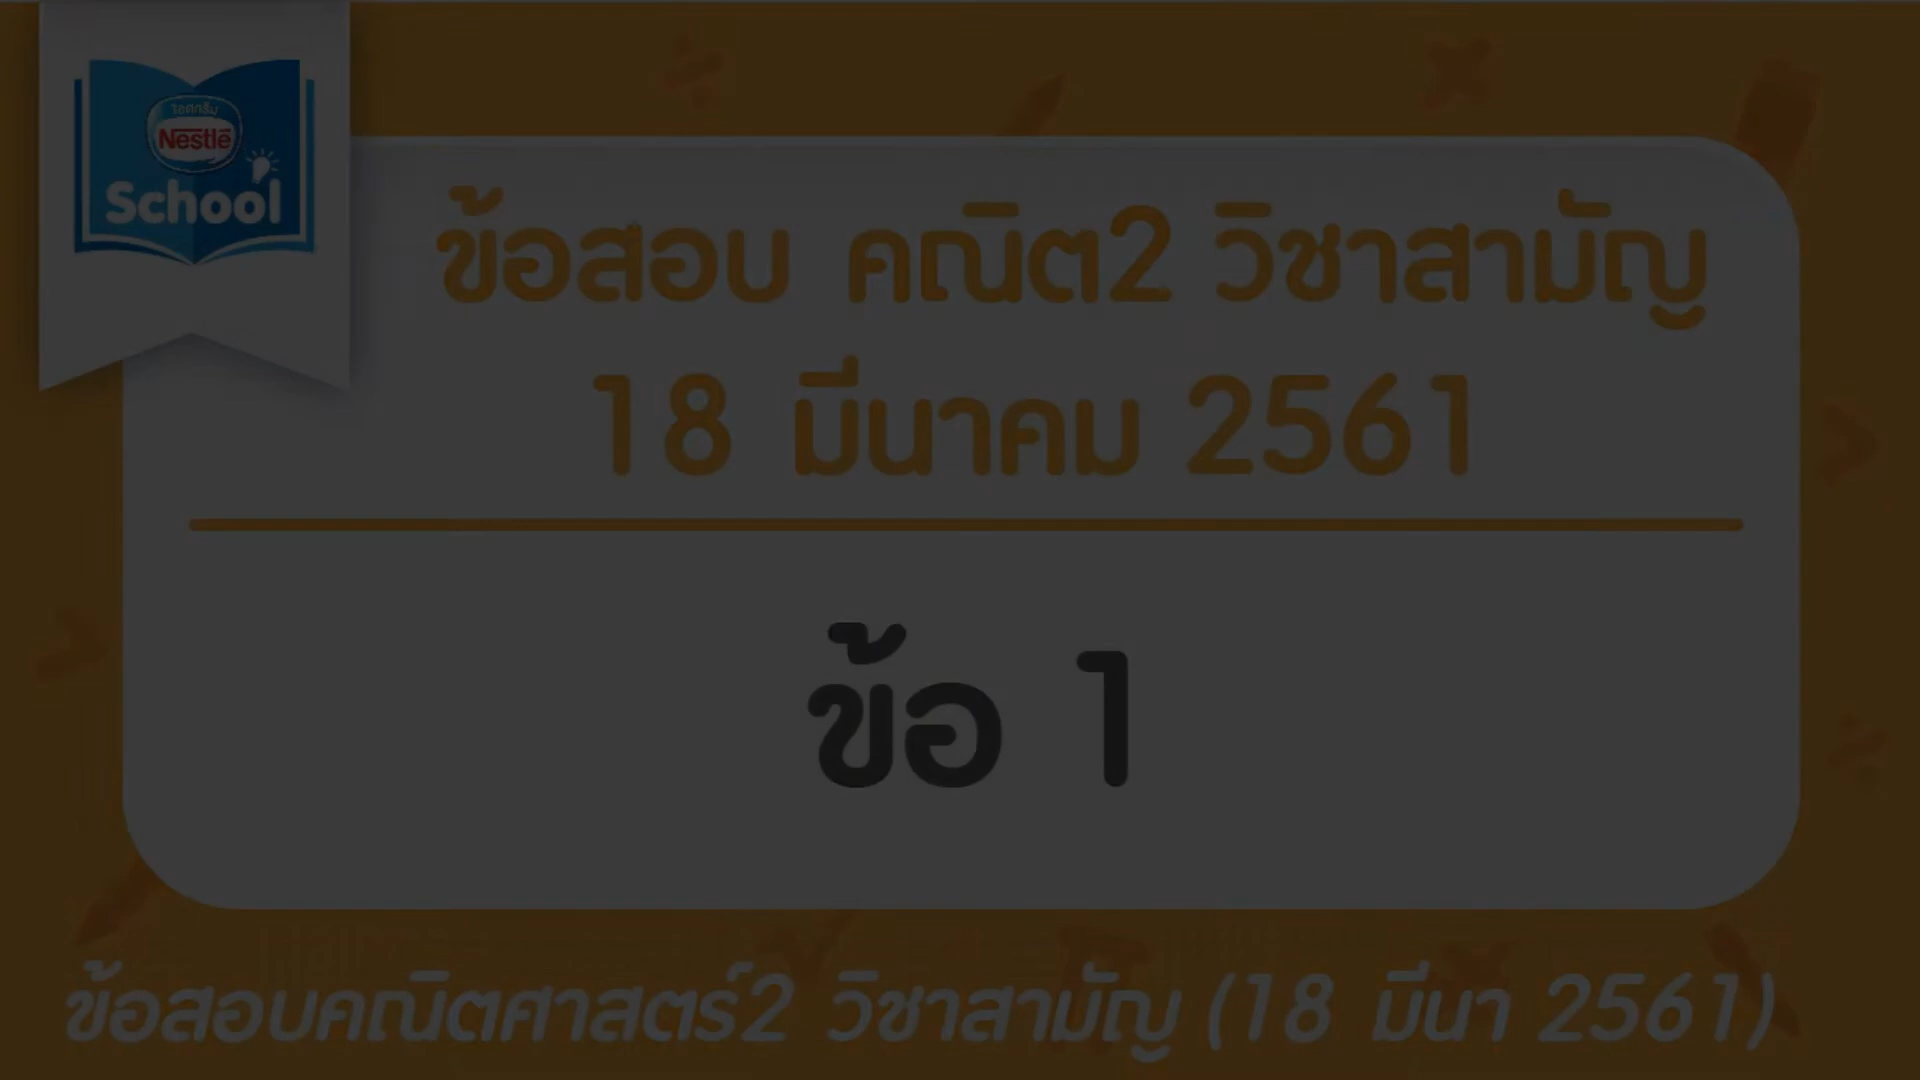 ไอศกรีม
Nestlé
School
ข้อสอบ คณิต2 วิชาสามัญ
18 มีนาคม 2561
ข้อ 1
ข้อสอบคณิตศาสตร์2 วิชาสามัญ (18 มีนา 2561)